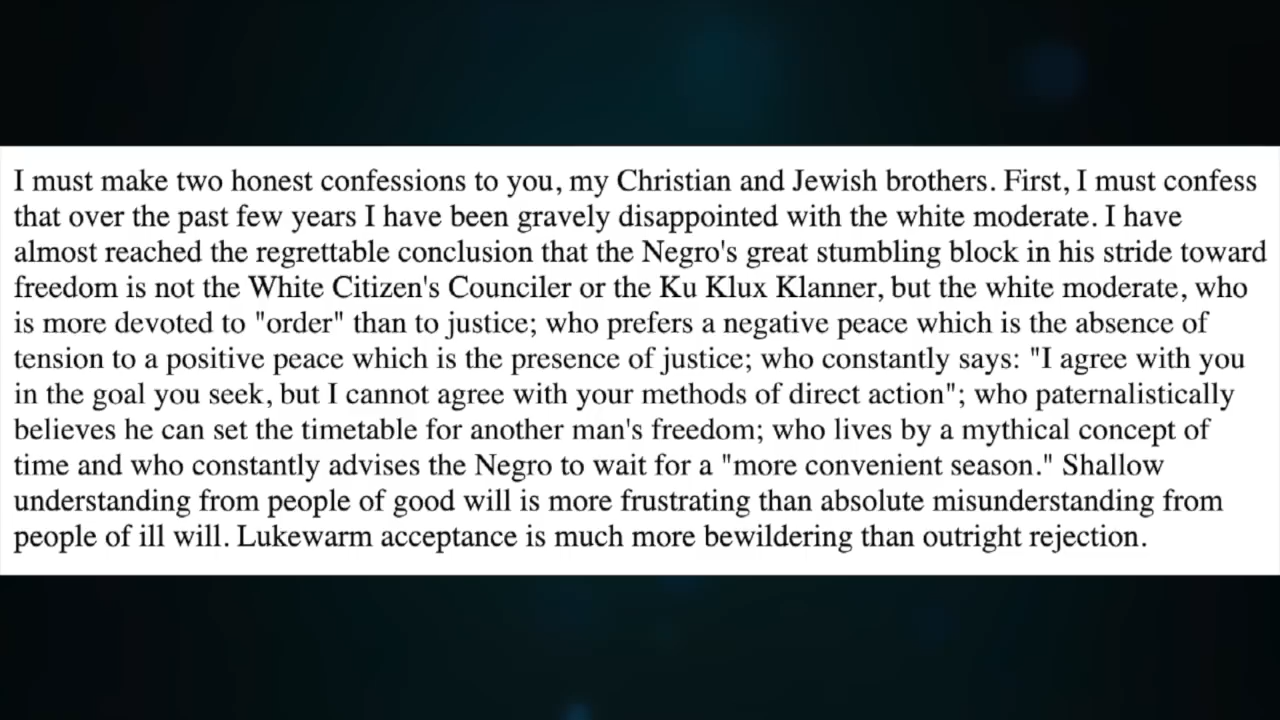 I must make two honest confessions to you, my Christian and Jewish brothers. First, I must confess
that over the past few years I have been gravely disappointed with the white moderate. I have
almost reached the regrettable conclusion that the Negro's great stumbling block in his stride toward
freedom is not the White Citizen's Counciler or the Ku Klux Klanner, but the white moderate, who
is more devoted to "order" than to justice; who prefers a negative peace which is the absence of
tension to a positive peace which is the presence of justice; who constantly says: "I agree with you
in the goal you seek, but I cannot agree with your methods of direct action"; who paternalistically
believes he can set the timetable for another man's freedom; who lives by a mythical concept of
time and who constantly advises the Negro to wait for a "more convenient season." Shallow
understanding from people of good will is more frustrating than absolute misunderstanding from
people of ill will. Lukewarm acceptance is much more bewildering than outright rejection.